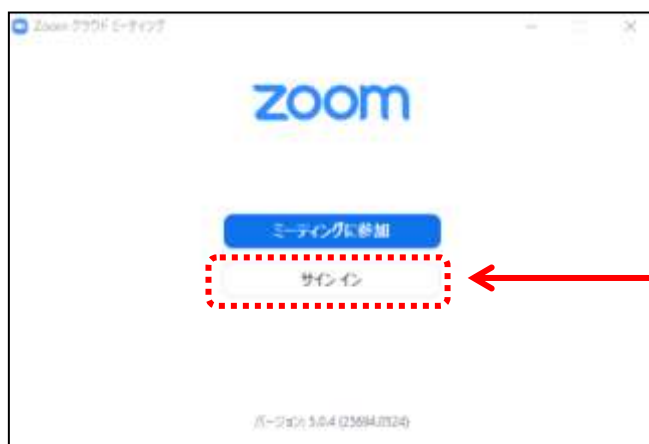 Zoom クラウド ミーティング
zoom
ミーティングに参加
サイン イン
バージョン: 5.0.4 (25694.0524)